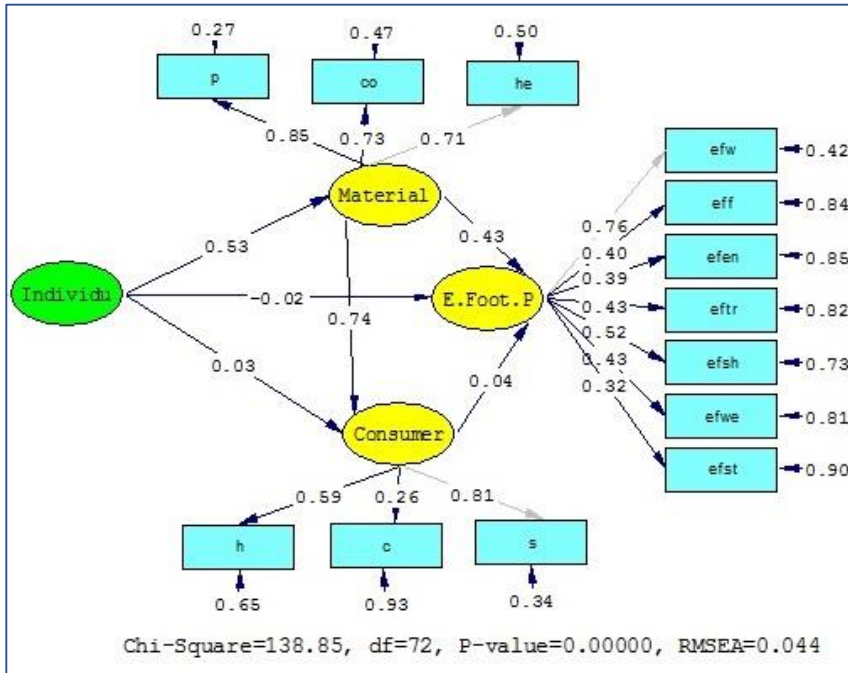 0.27 0.47 0.50
p co he
0.85 0.73 0.71
efw 0.42
Material
eff 0.84
0.53 0.43 0.76
0.40
efen 0.85
0.39
Individu -0.02 E.Foot.P
0.43 eftr 0.82
0.74 0.52
efsh 0.73
0.03 0.04 0.43
0.32
efwe 0.81
Consumer
efst 0.90
0.59 0.26 0.81
h c s
0.65 0.93 0.34
Chi-Square=138.85, df=72, P-value=0.00000, RMSEA=0.044